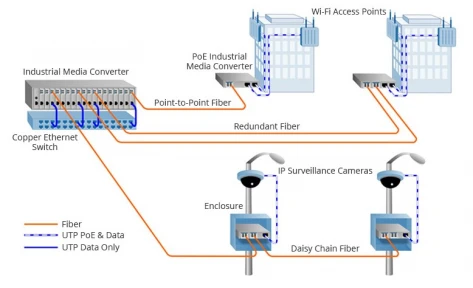 Wi-Fi Access Points
PoE Industrial
Media Converter
Industrial Media Converter
Point-to-Point Fiber
Redundant Fiber
Copper Ethernet
Switch
IP Surveillance Cameras
Enclosure
Fiber
UTP PoE & Data
UTP Data Only
Daisy Chain Fiber